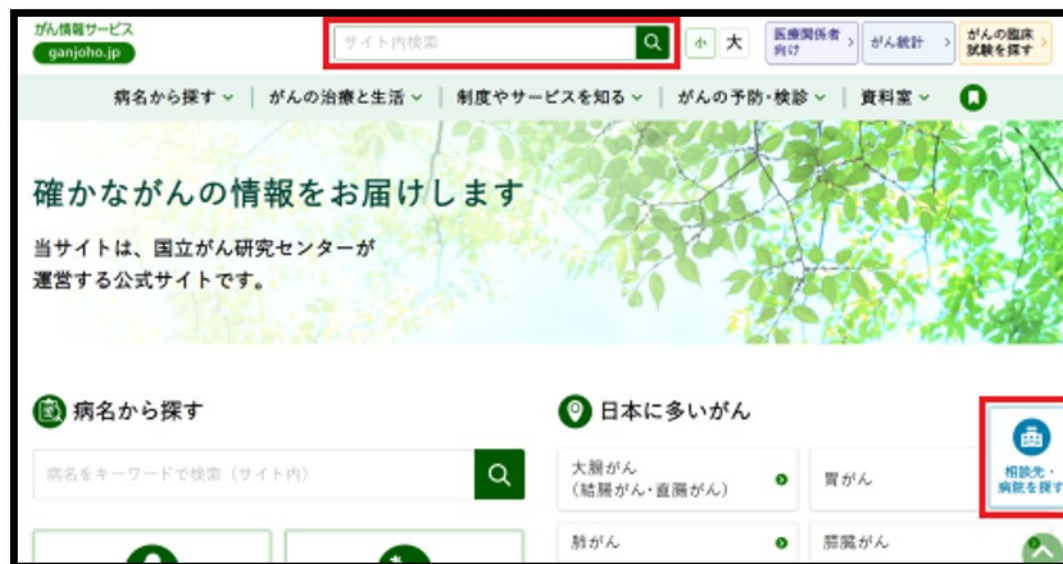 がん情報サービス
ganjoho.jp
サイト内検索
小 大
医療関係者
向け
がん統計
がんの臨床
試験を探す
病名から探す
がんの治療と生活
制度やサービスを知る
がんの予防・検診
資料室
確かながんの情報をお届けします
当サイトは、国立がん研究センターが
運営する公式サイトです。
病名から探す
病名をキーワードで検索（サイト内）
日本に多いがん
大腸がん
（結腸がん・直腸がん）
胃がん
肺がん
膵臓がん
相談先・
病院を探す